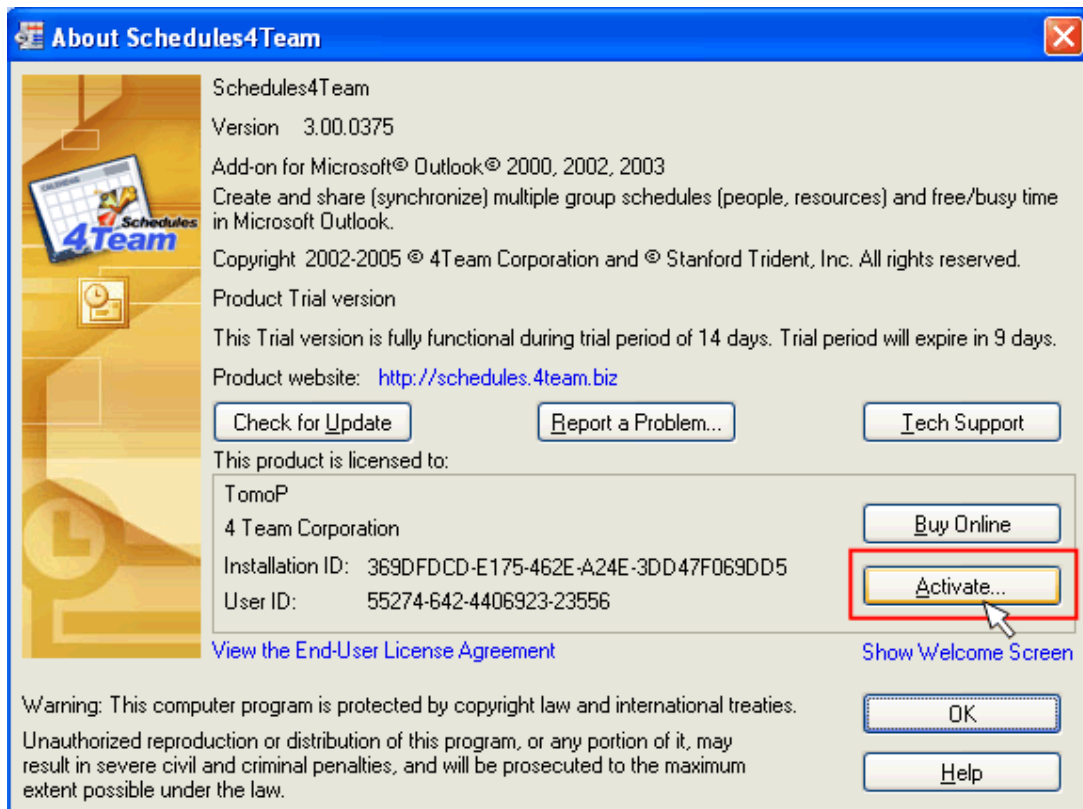 About Schedules4Team
Schedules4Team
Version 3.00.0375
Add-on for Microsoft© Outlook© 2000, 2002, 2003
Create and share (synchronize) multiple group schedules (people, resources) and free/busy time
in Microsoft Outlook.
CALENDAR
Schedules
4Team
Copyright 2002-2005 © 4Team Corporation and © Stanford Trident, Inc. All rights reserved.
Product Trial version
This Trial version is fully functional during trial period of 14 days. Trial period will expire in 9 days.
Product website: http://schedules.4team.biz
Check for Update Report a Problem... Tech Support
This product is licensed to:
TomoP
4 Team Corporation
Buy Online
Installation ID: 369DFDCD-E175-462E-A24E-3DD47F069DD5
Activate...
User ID: 55274-642-4406923-23556
View the End-User License Agreement Show Welcome Screen
Warning: This computer program is protected by copyright law and international treaties.
OK
Unauthorized reproduction or distribution of this program, or any portion of it, may
result in severe civil and criminal penalties, and will be prosecuted to the maximum
extent possible under the law.
Help